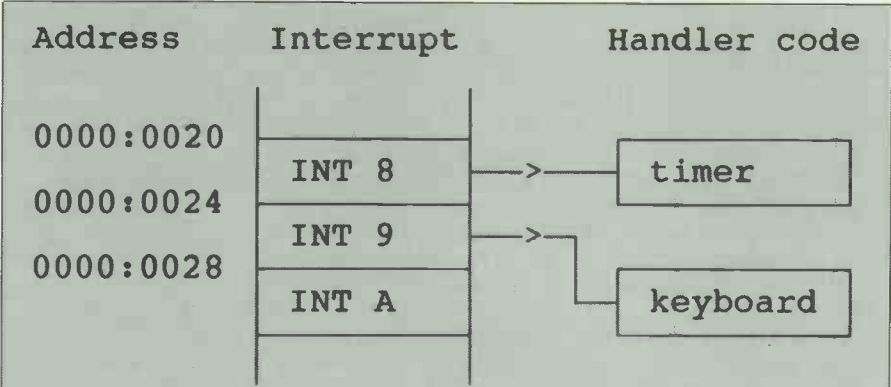 Address Interrupt Handler code
0000:0020
INT 8 —>— timer
0000:0024
INT 9 —>— 
0000:0028
INT A keyboard